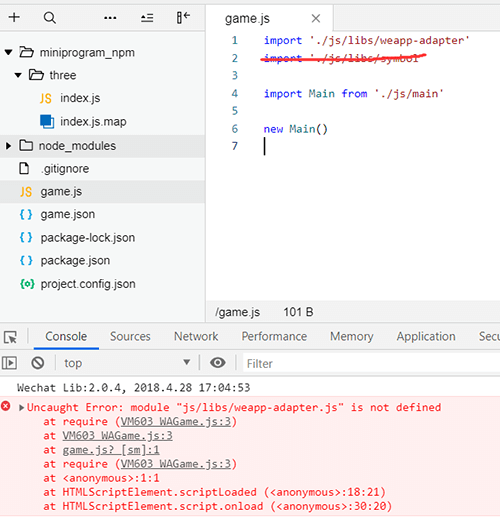 game.js
miniprogram_npm
three
index.js
index.js.map
node_modules
.gitignore
game.js
game.json
package-lock.json
package.json
project.config.json
1 import './js/libs/weapp-adapter'
2 import './js/libs/symbol'
3
4 import Main from './js/main'
5
6 new Main()
7
/game.js 101 B
Console Sources Network Performance Memory Application Secu
top Filter
Wechat Lib:2.0.4, 2018.4.28 17:04:53
Uncaught Error: module "js/libs/weapp-adapter.js" is not defined
at require (VM603 WAGame.js:3)
at VM603 WAGame.js:3
at game.js? [sm]:1
at require (VM603 WAGame.js:3)
at <anonymous>:1:1
at HTMLScriptElement.scriptLoaded (<anonymous>:18:21)
at HTMLScriptElement.script.onload (<anonymous>:30:20)